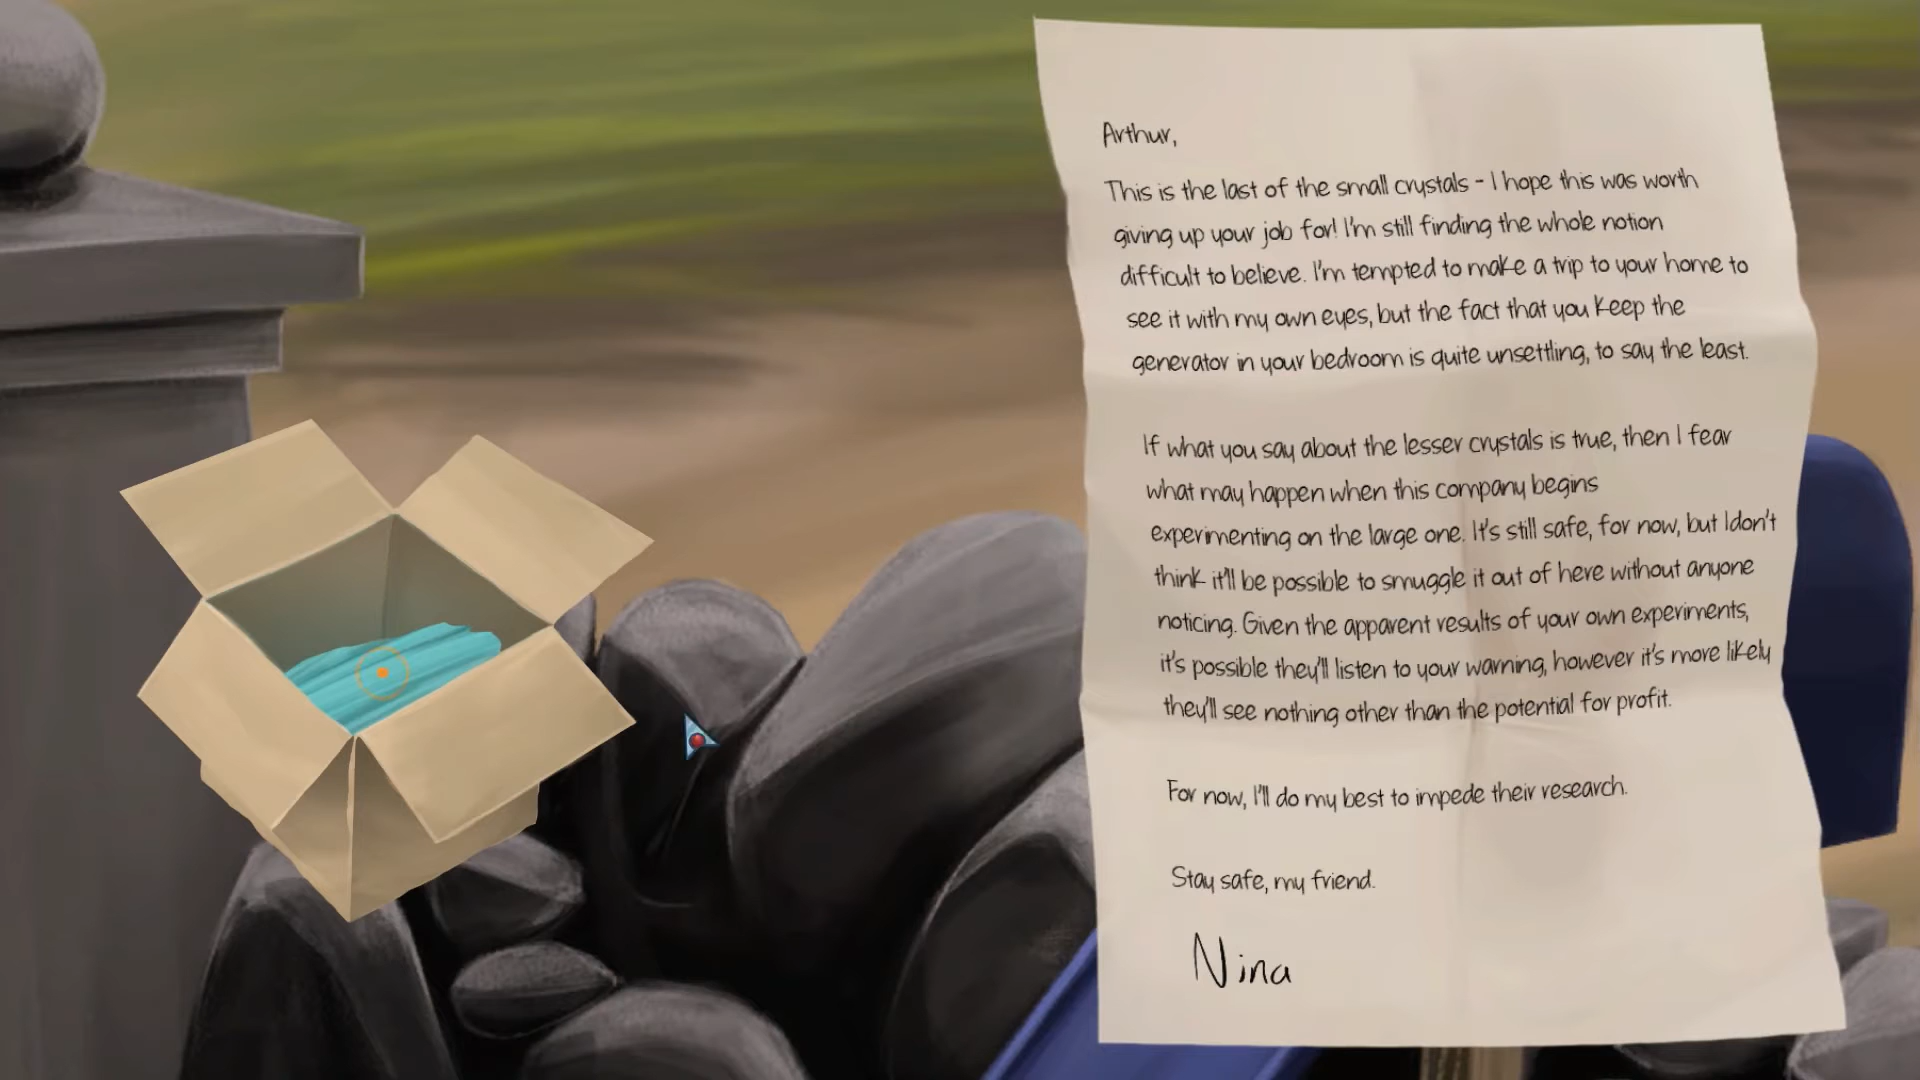 Arthur,
This is the last of the small crystals - I hope this was worth
giving up your job for! I'm still finding the whole notion
difficult to believe. I'm tempted to make a trip to your home to
see it with my own eyes, but the fact that you keep the
generator in your bedroom is quite unsettling, to say the least.
If what you say about the lesser crystals is true, then I fear
what may happen when this company begins
experimenting on the large one. It's still safe, for now, but I don't
think it'll be possible to smuggle it out of here without anyone
noticing. Given the apparent results of your own experiments,
it's possible they'll listen to your warning, however it's more likely
they'll see nothing other than the potential for profit.
For now, I'll do my best to impede their research.
Stay safe, my friend.
Nina